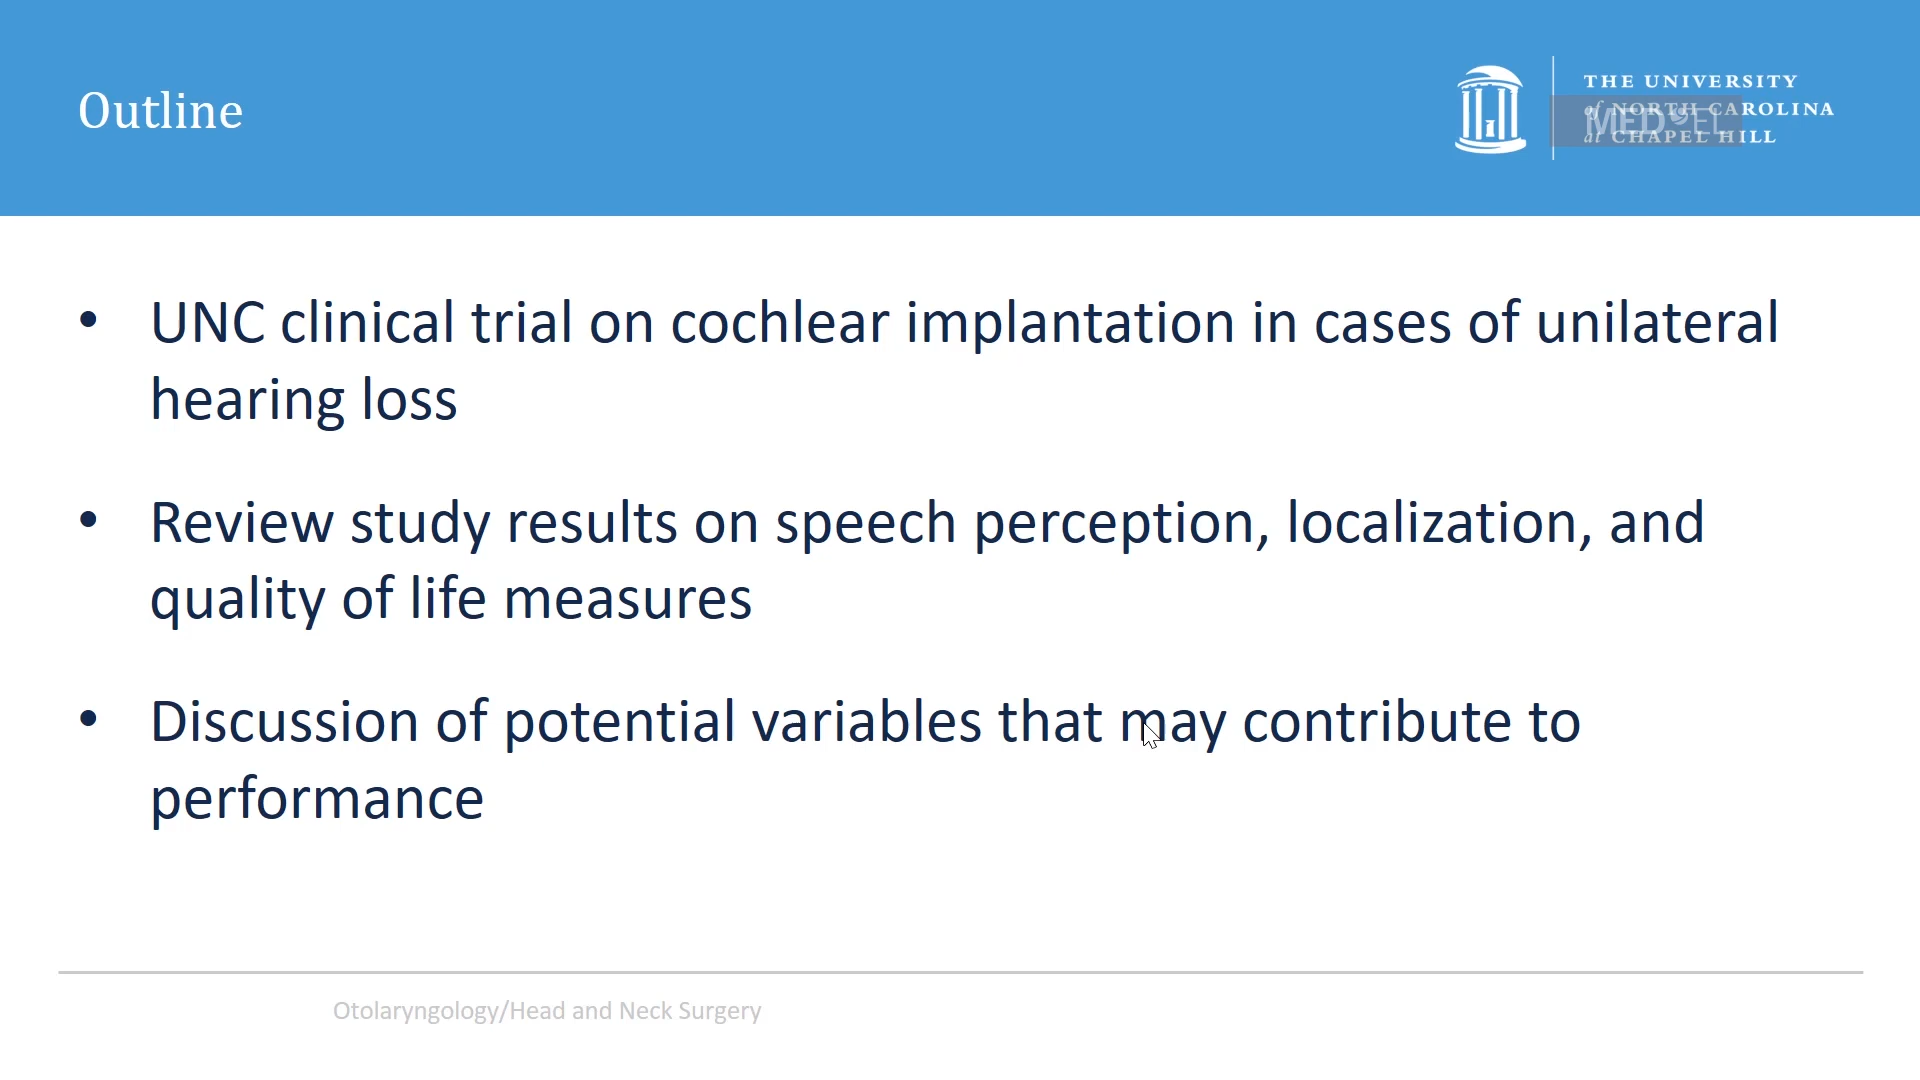 Outline
THE UNIVERSITY
of NORTH CAROLINA
at CHAPEL HILL
MED EL
• UNC clinical trial on cochlear implantation in cases of unilateral
hearing loss
• Review study results on speech perception, localization, and
quality of life measures
• Discussion of potential variables that may contribute to
performance
Otolaryngology/Head and Neck Surgery